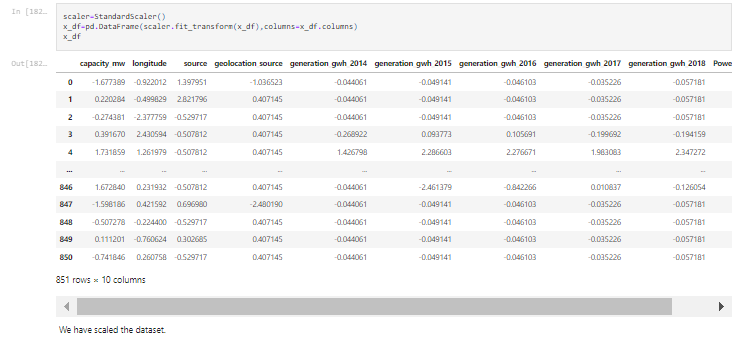 In [182...
scaler=StandardScaler()
x_df=pd.DataFrame(scaler.fit_transform(x_df),columns=x_df.columns)
x_df
Out[182...
capacity mw longitude source geolocation source generation gwh 2014 generation gwh 2015 generation gwh 2016 generation gwh 2017 generation gwh 2018 Powe
0 -1.677389 -0.922012 1.397951 -1.036523 -0.044061 -0.049141 -0.046103 -0.035226 -0.057181
1 0.220284 -0.499829 2.821796 0.407145 -0.044061 -0.049141 -0.046103 -0.035226 -0.057181
2 -0.274381 -2.377759 -0.529717 0.407145 -0.044061 -0.049141 -0.046103 -0.035226 -0.057181
3 0.391670 2.430594 -0.507812 0.407145 -0.268922 0.093773 0.105691 -0.199692 -0.194159
4 1.731859 1.261979 -0.507812 0.407145 1.426798 2.286603 2.276671 1.983083 2.347272
... ... ... ... ... ... ... ... ... ...
846 1.672840 0.231932 -0.507812 0.407145 -0.044061 -2.461379 -0.842266 0.010837 -0.126054
847 -1.598186 0.421592 0.696980 -2.480190 -0.044061 -0.049141 -0.046103 -0.035226 -0.057181
848 -0.507278 -0.224400 -0.529717 0.407145 -0.044061 -0.049141 -0.046103 -0.035226 -0.057181
849 0.111201 -0.760624 0.302685 0.407145 -0.044061 -0.049141 -0.046103 -0.035226 -0.057181
850 -0.741846 0.260758 -0.529717 0.407145 -0.044061 -0.049141 -0.046103 -0.035226 -0.057181
851 rows × 10 columns
We have scaled the dataset.